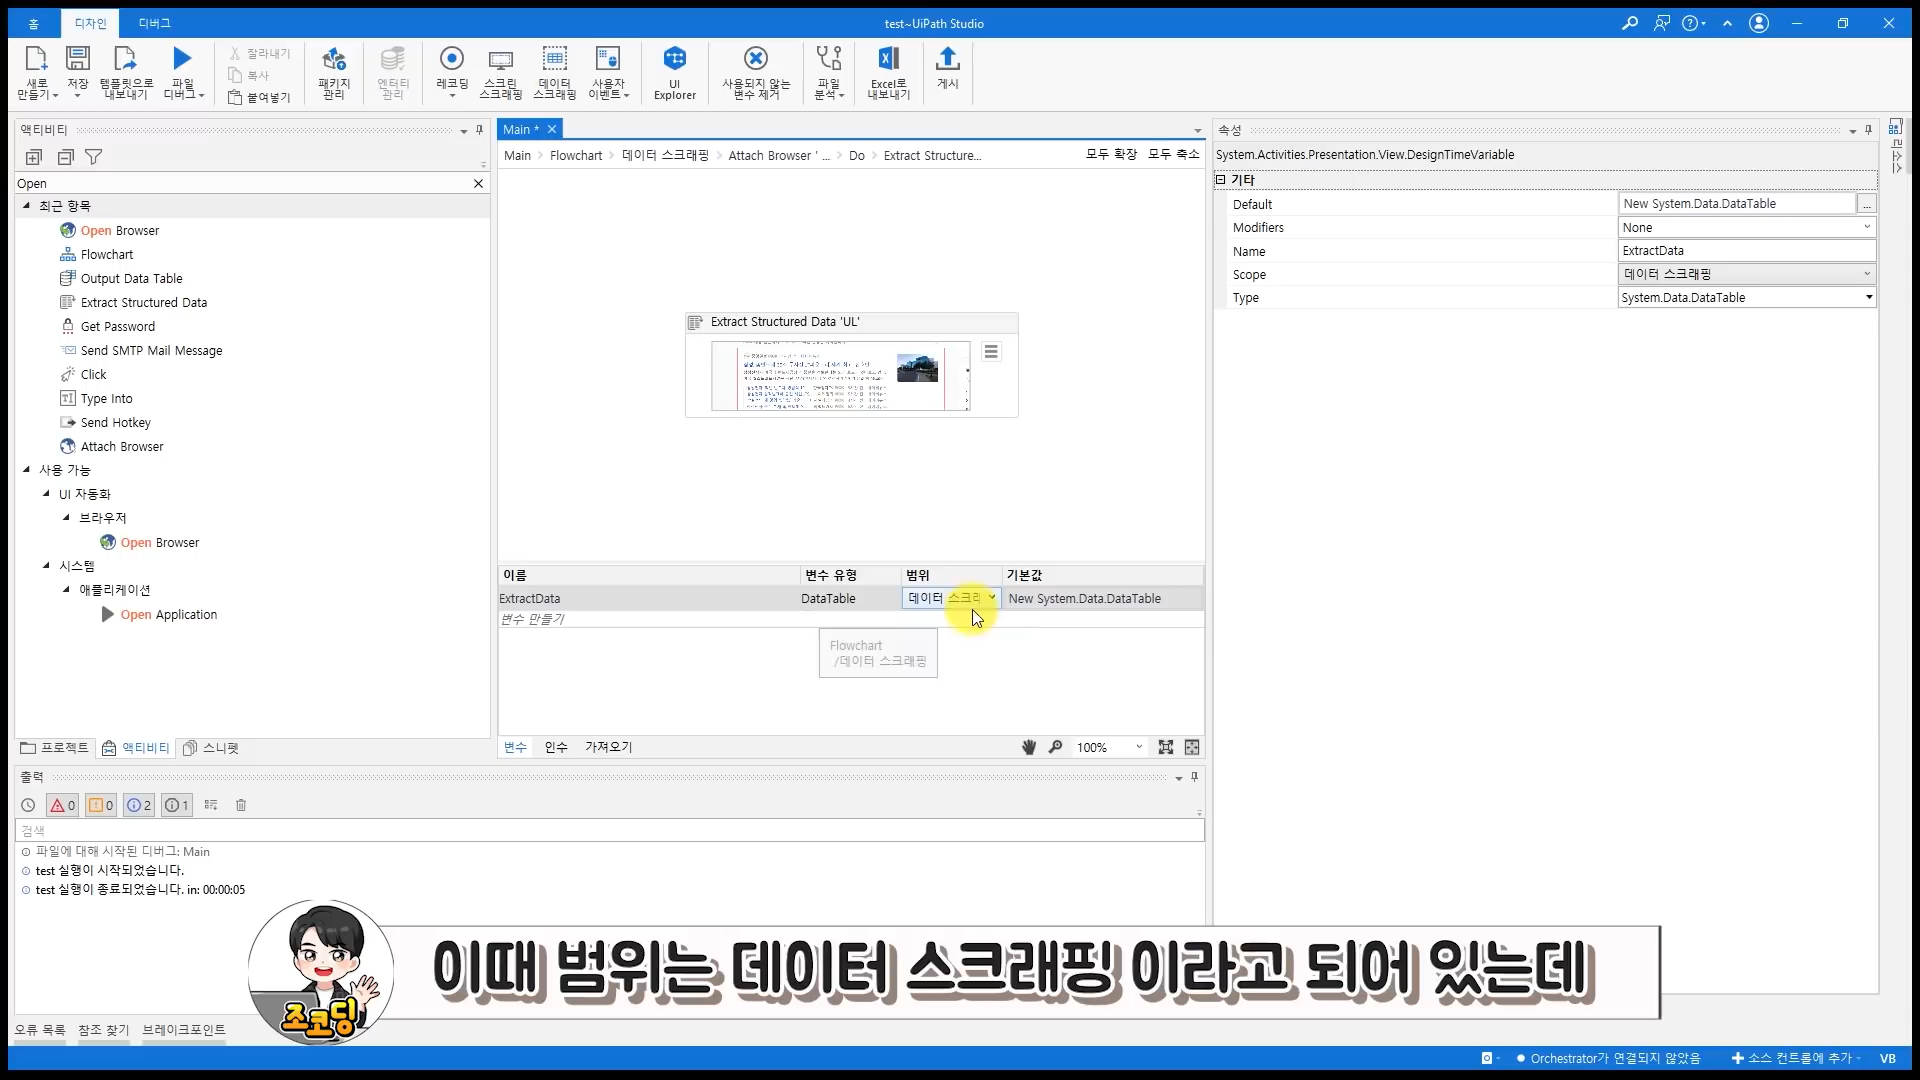 홈
디자인
디버그
test~UiPath Studio
새로
만들기
저장
템플릿으로
내보내기
파일
디버그
잘라내기
복사
붙여넣기
패키지
관리
엔터티
관리
레코딩
스크린
스크래핑
데이터
스크래핑
사용자
이벤트
UI
Explorer
사용되지 않는
변수 제거
파일
분석
Excel로
내보내기
게시
액티비티
Open
최근 항목
Open Browser
Flowchart
Output Data Table
Extract Structured Data
Get Password
Send SMTP Mail Message
Click
Type Into
Send Hotkey
Attach Browser
사용 가능
UI 자동화
브라우저
Open Browser
시스템
애플리케이션
Open Application
프로젝트
액티비티
스니펫
Main *
Main > Flowchart > 데이터 스크래핑 > Attach Browser ' ... > Do > Extract Structure...
모두 확장 모두 축소
Extract Structured Data 'UL'
이름 변수 유형 범위 기본값
ExtractData DataTable 데이터 스크래 New System.Data.DataTable
변수 만들기
Flowchart
/데이터 스크래핑
변수 인수 가져오기
100%
속성
System.Activities.Presentation.View.DesignTimeVariable
기타
Default New System.Data.DataTable ...
Modifiers None
Name ExtractData
Scope 데이터 스크래핑
Type System.Data.DataTable
리소스
출력
0 0 2 1
검색
파일에 대해 시작된 디버그: Main
test 실행이 시작되었습니다.
test 실행이 종료되었습니다. in: 00:00:05
조코딩
이때 범위는 데이터 스크래핑 이라고 되어 있는데
오류 목록 참조 찾기 브레이크포인트
Orchestrator가 연결되지 않았음
소스 컨트롤에 추가
VB